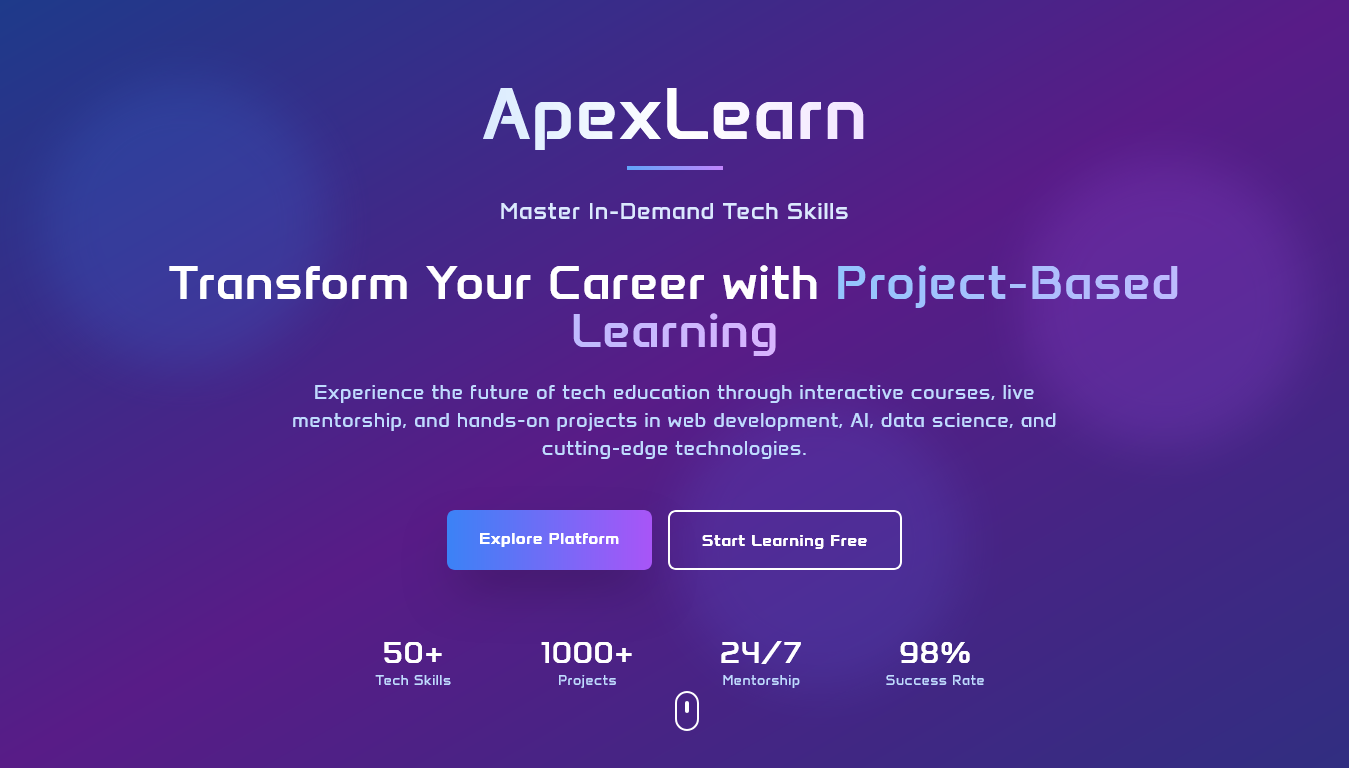 ApexLearn
Master In-Demand Tech Skills
Transform Your Career with Project-Based
Learning
Experience the future of tech education through interactive courses, live
mentorship, and hands-on projects in web development, AI, data science, and
cutting-edge technologies.
Explore Platform
Start Learning Free
50+
Tech Skills
1000+
Projects
24/7
Mentorship
98%
Success Rate